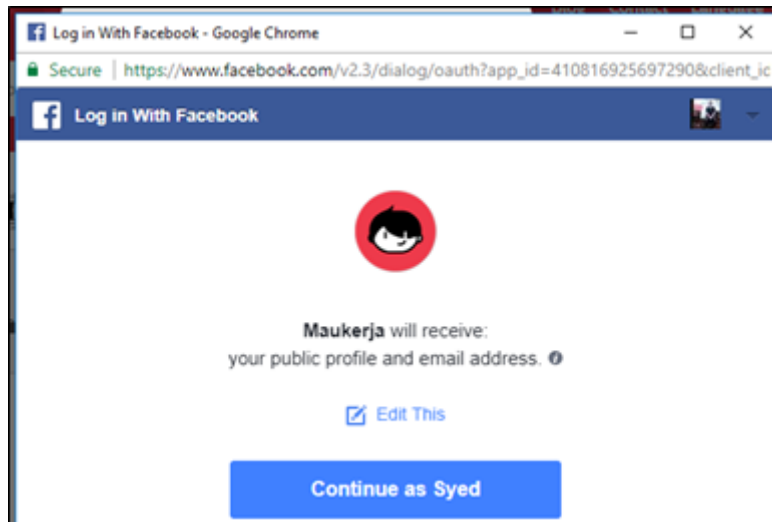 Log in With Facebook - Google Chrome
Secure | https://www.facebook.com/v2.3/dialog/oauth?app_id=410816925697290&client_ic
Log in With Facebook
Maukerja will receive:
your public profile and email address.
Edit This
Continue as Syed